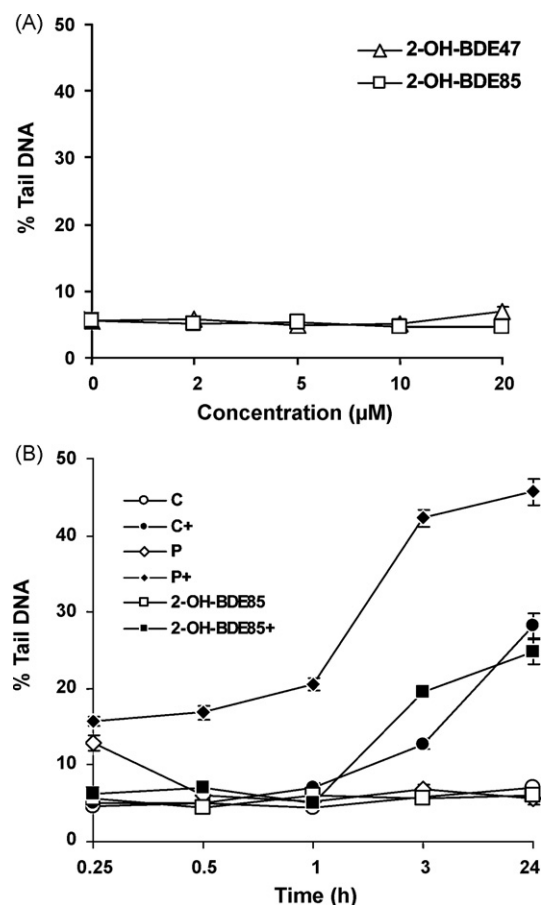 (A)
50
40
30
20
10
0
% Tail DNA
2-OH-BDE47
2-OH-BDE85
0 2 5 10 20
Concentration (µM)
(B)
50
40
30
20
10
0
% Tail DNA
C
C+
P
P+
2-OH-BDE85
2-OH-BDE85+
0.25 0.5 1 3 24
Time (h)